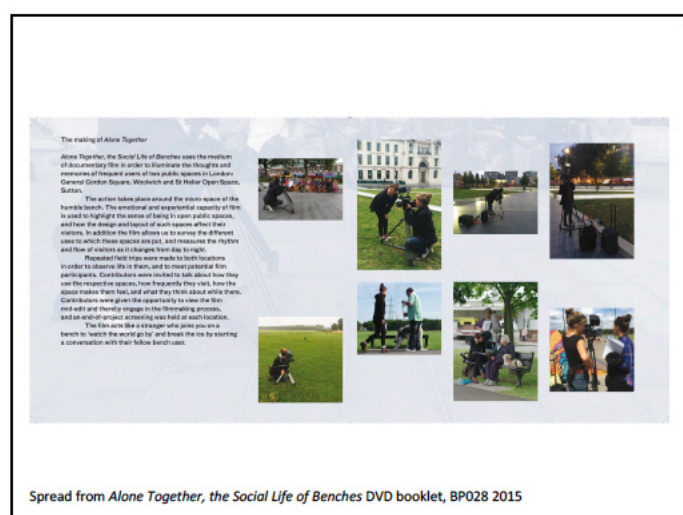 The making of Alone Together
Alone Together, the Social Life of Benches uses the medium
of documentary film in order to illuminate the thoughts and
memories of frequent users of two public spaces in London:
General Gordon Square, Woolwich and St Helier Open Space,
Sutton.
The action takes place around the micro-space of the
humble bench. The emotional and experiential capacity of film
is used to highlight the sense of being in open public spaces,
and how the design and layout of such spaces affect their
visitors. In addition the film allows us to survey the different
uses to which these spaces are put, and measures the rhythm
and flow of visitors as it changes from day to night.
Repeated field trips were made to both locations
in order to observe life in them, and to meet potential film
participants. Contributors were invited to talk about how they
use the respective spaces, how frequently they visit, how the
space makes them feel, and what they think about while there.
Contributors were given the opportunity to view the film
mid-edit and thereby engage in the filmmaking process,
and an end-of-project screening was held at each location.
The film acts like a stranger who joins you on a
bench to 'watch the world go by' and break the ice by starting
a conversation with their fellow bench user.
Spread from Alone Together, the Social Life of Benches DVD booklet, BP028 2015